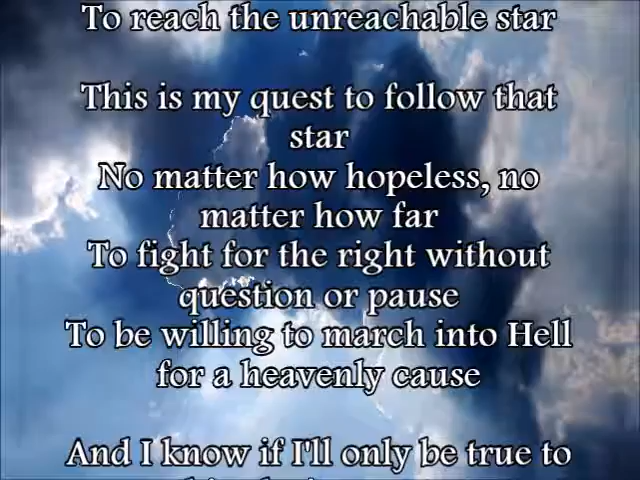 To reach the unreachable star
This is my quest to follow that
star
No matter how hopeless, no
matter how far
To fight for the right without
question or pause
To be willing to march into Hell
for a heavenly cause
And I know if I'll only be true to